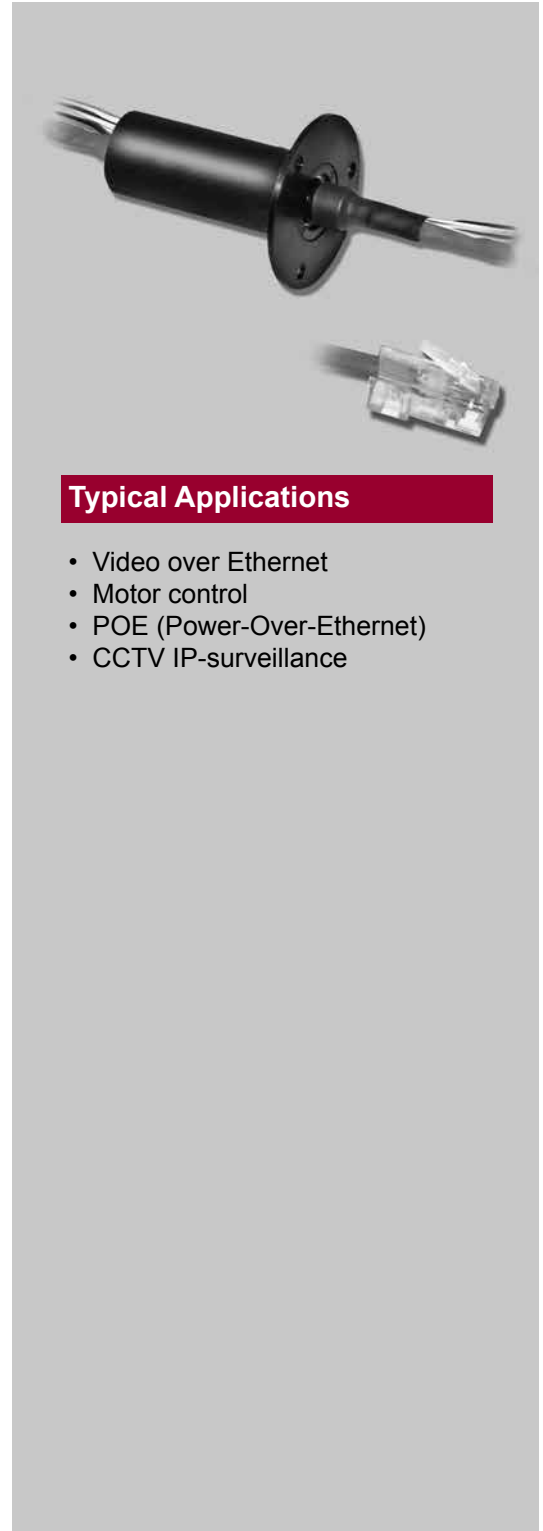 Typical Applications
• Video over Ethernet
• Motor control
• POE (Power-Over-Ethernet)
• CCTV IP-surveillance